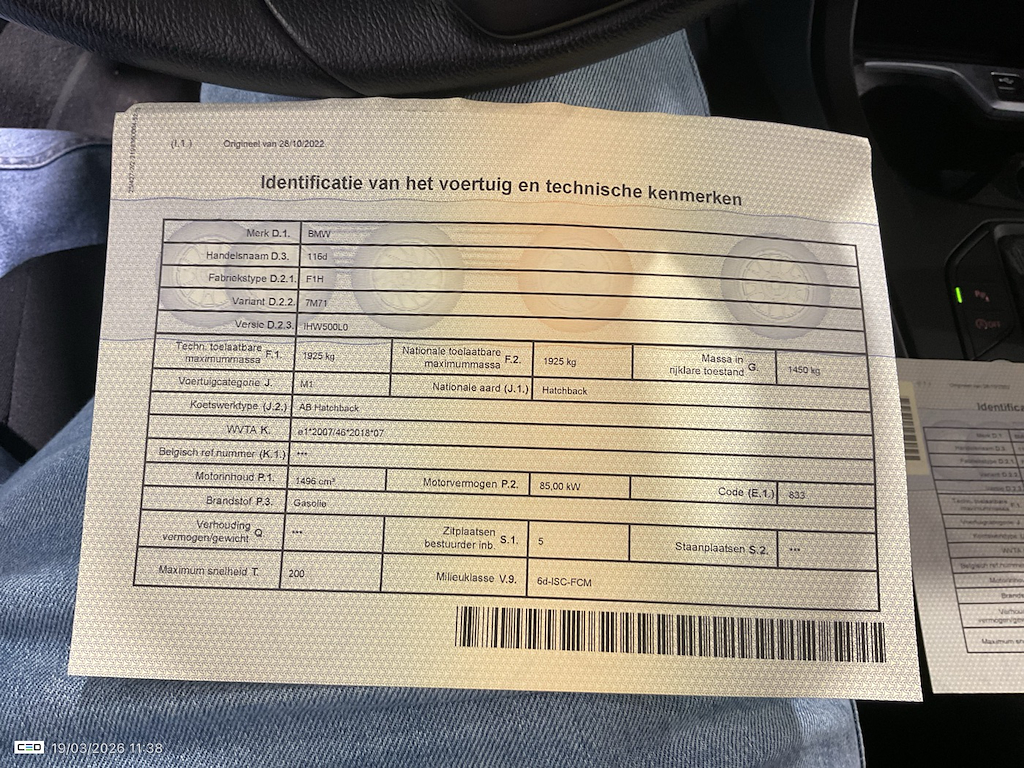 (I.1.) Origineel van 28/10/2022
Identificatie van het voertuig en technische kenmerken
Merk D.1. BMW
Handelsnaam D.3. 116d
Fabriekstype D.2.1. F1H
Variant D.2.2. 7M71
Versie D.2.3. IHW500L0
Techn. toelaatbare maximummassa F.1. 1925 kg Nationale toelaatbare maximummassa F.2. 1925 kg Massa in rijklare toestand G. 1450 kg
Voertuigcategorie J. M1 Nationale aard (J.1.) Hatchback
Koetswerktype (J.2.) AB Hatchback
WVTA K. e1*2007/46*2018*07
Belgisch ref nummer (K.1.) ***
Motorinhoud P.1. 1496 cm³ Motorvermogen P.2. 85,00 kW Code (E.1.) 833
Brandstof P.3. Gasolie
Verhouding vermogen/gewicht Q. *** Zitplaatsen bestuurder inb. S.1. 5 Staanplaatsen S.2. ***
Maximum snelheid T. 200 Milieuklasse V.9. 6d-ISC-FCM
CEO 19/03/2026 11:38